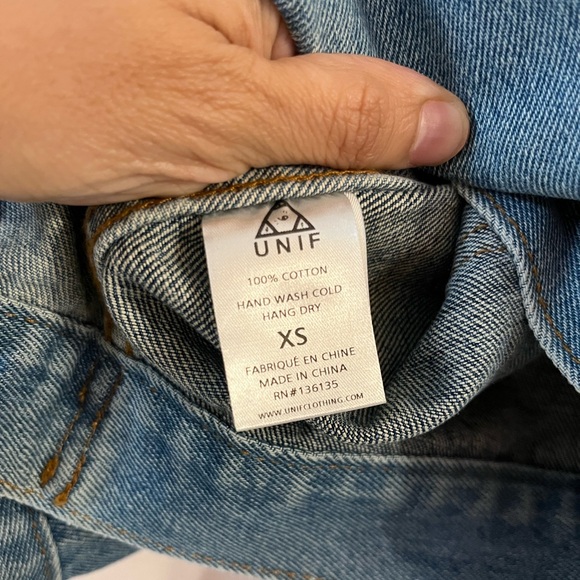 UNIF
100% COTTON
HAND WASH COLD
HANG DRY
XS
FABRIQUÉ EN CHINE
MADE IN CHINA
RN#136135
WWW.UNIFCLOTHING.COM